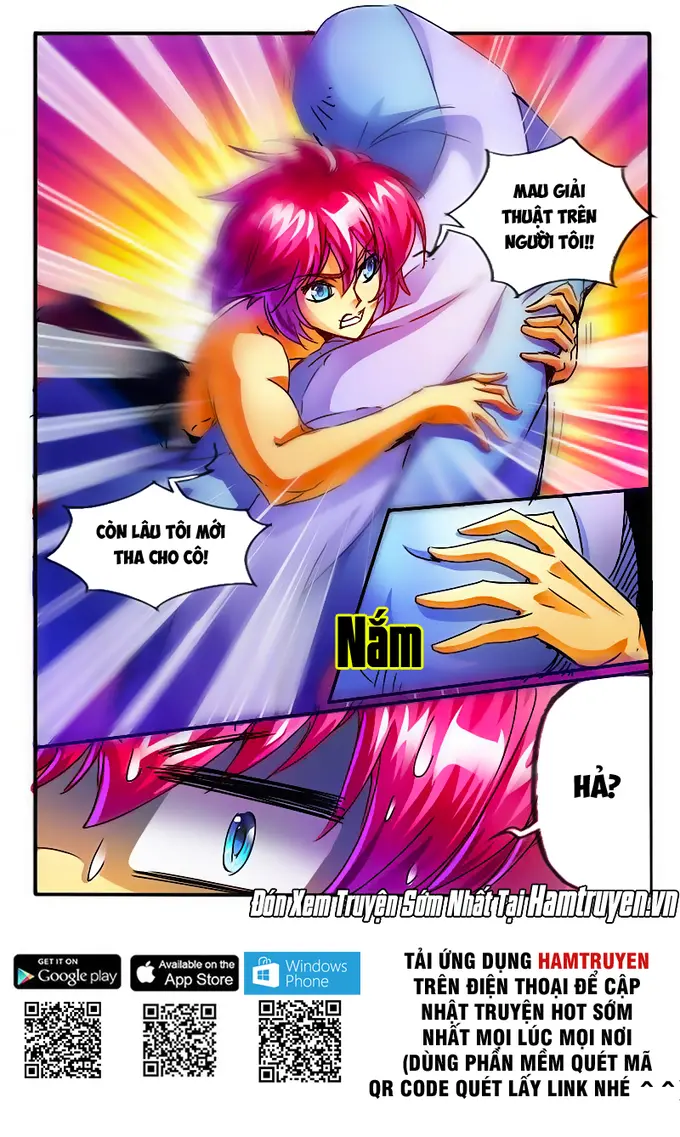 MAU GIẢI
THUẬT TRÊN
NGƯỜI TÔI!!
CÒN LÂU TÔI MỚI
THA CHO CÔ!
Nắm
HẢ?
Đón Xem Truyện Sớm Nhất Tại Hamtruyen.vn
GET IT ON
Google play
Available on the
App Store
Windows
Phone
TẢI ỨNG DỤNG HAMTRUYEN
TRÊN ĐIỆN THOẠI ĐỂ CẬP
NHẬT TRUYỆN HOT SỚM
NHẤT MỌI LÚC MỌI NƠI
(DÙNG PHẦN MỀM QUÉT MÃ
QR CODE QUÉT LẤY LINK NHÉ ^ ^)